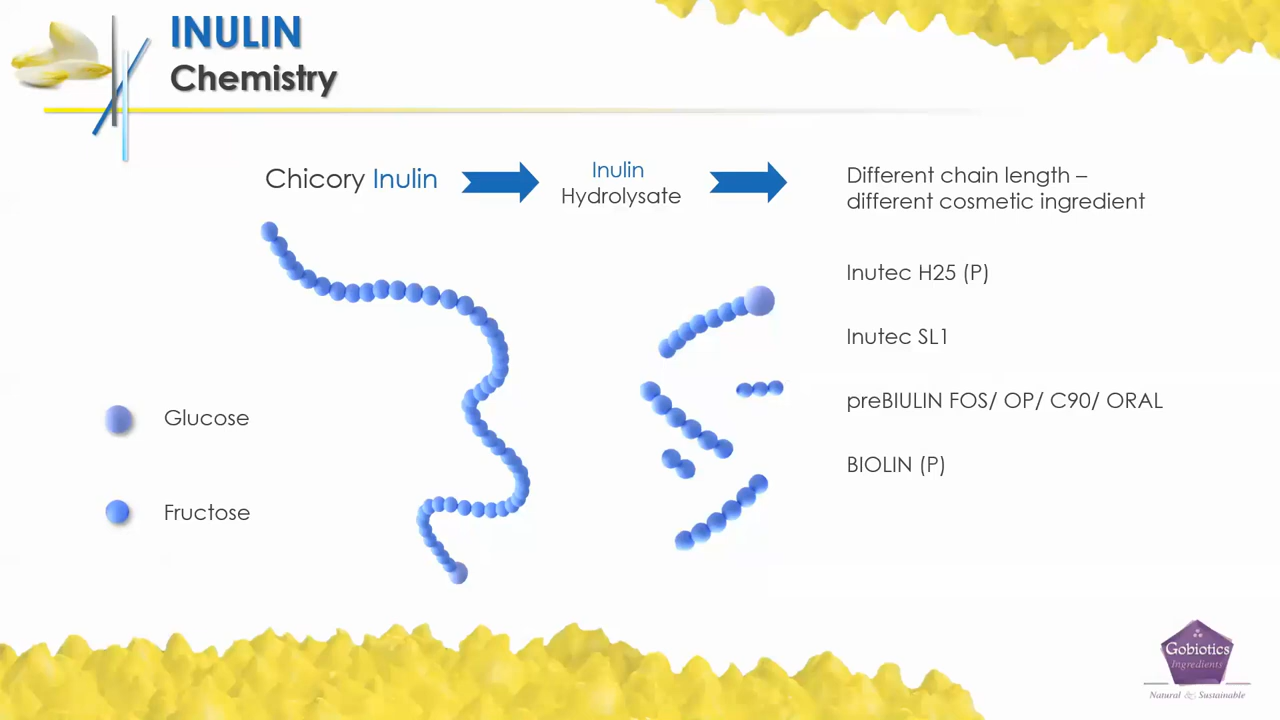 INULIN
Chemistry
Chicory Inulin
Inulin
Hydrolysate
Different chain length –
different cosmetic ingredient
Inutec H25 (P)
Inutec SL1
preBIULIN FOS/ OP/ C90/ ORAL
BIOLIN (P)
Glucose
Fructose
Gobiotics
Ingredients
Natural & Sustainable